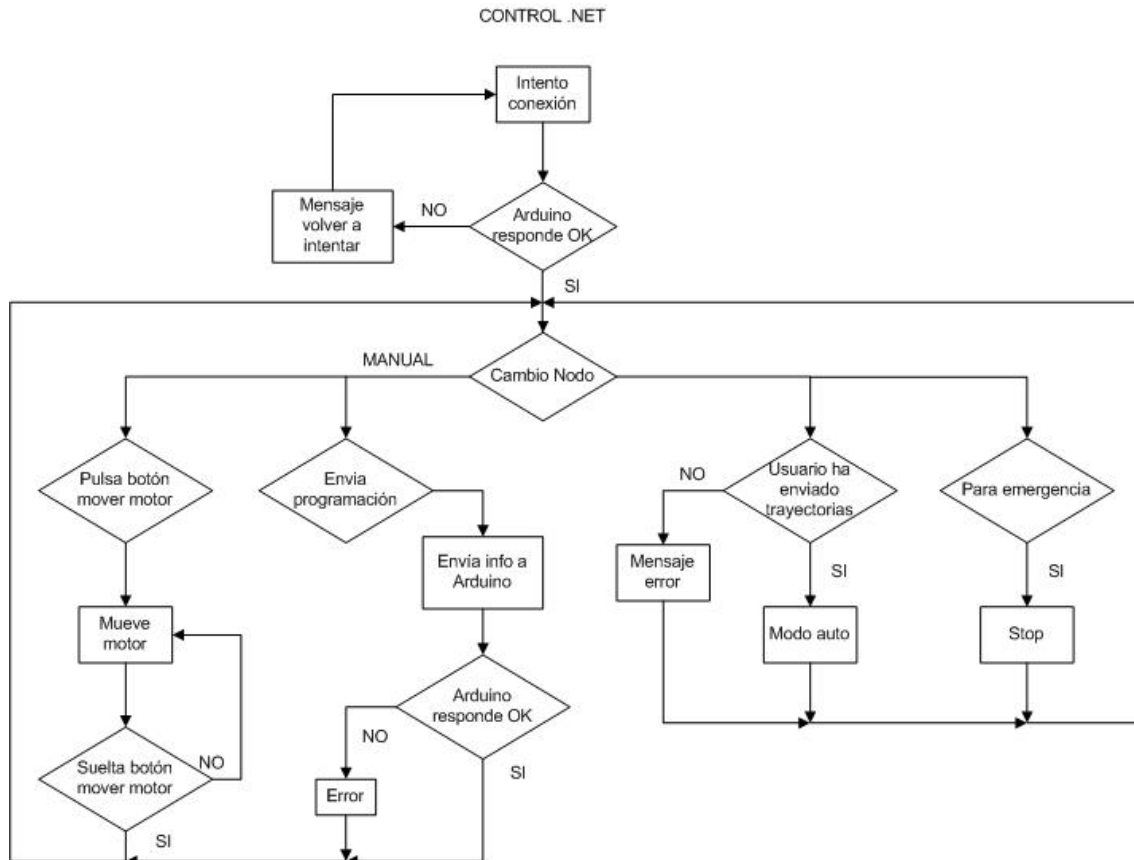 CONTROL .NET
Intento
conexión
Mensaje
volver a
intentar
NO
Arduino
responde OK
SI
MANUAL
Cambio Nodo
Pulsa botón
mover motor
Envia
programación
NO
Usuario ha
enviado
trayectorias
Para emergencia
Envía info a
Arduino
Mensaje
error
SI
SI
Mueve
motor
Modo auto
Stop
Arduino
responde OK
NO
SI
Suelta botón
mover motor
NO
Error
SI